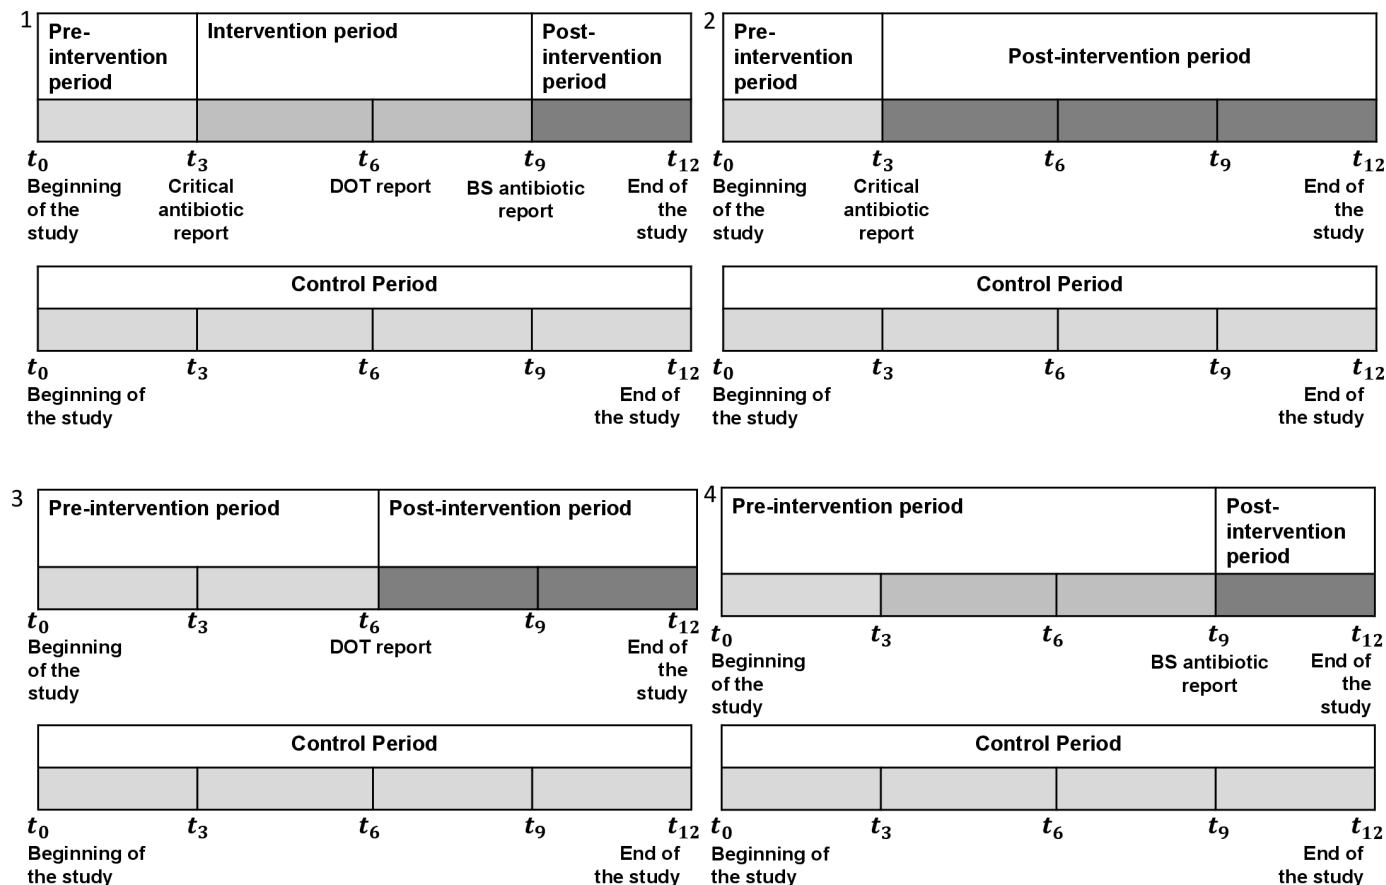 1
Pre-
intervention
period
Intervention period
Post-
intervention
period
t0
t3
t6
t9
t12
Beginning
of the
study
Critical
antibiotic
report
DOT report
BS antibiotic
report
End of
the
study
Control Period
t0
t3
t6
t9
t12
Beginning of
the study
End of
the study
2
Pre-
intervention
period
Post-intervention period
t0
t3
t6
t9
t12
Beginning
of the
study
Critical
antibiotic
report
End of
the
study
Control Period
t0
t3
t6
t9
t12
Beginning of
the study
End of
the study
3
Pre-intervention period
Post-intervention period
t0
t3
t6
t9
t12
Beginning
of the
study
DOT report
End of
the
study
Control Period
t0
t3
t6
t9
t12
Beginning of
the study
End of
the study
4
Pre-intervention period
Post-
intervention
period
t0
t3
t6
t9
t12
Beginning
of the
study
BS antibiotic
report
End of
the
study
Control Period
t0
t3
t6
t9
t12
Beginning of
the study
End of
the study